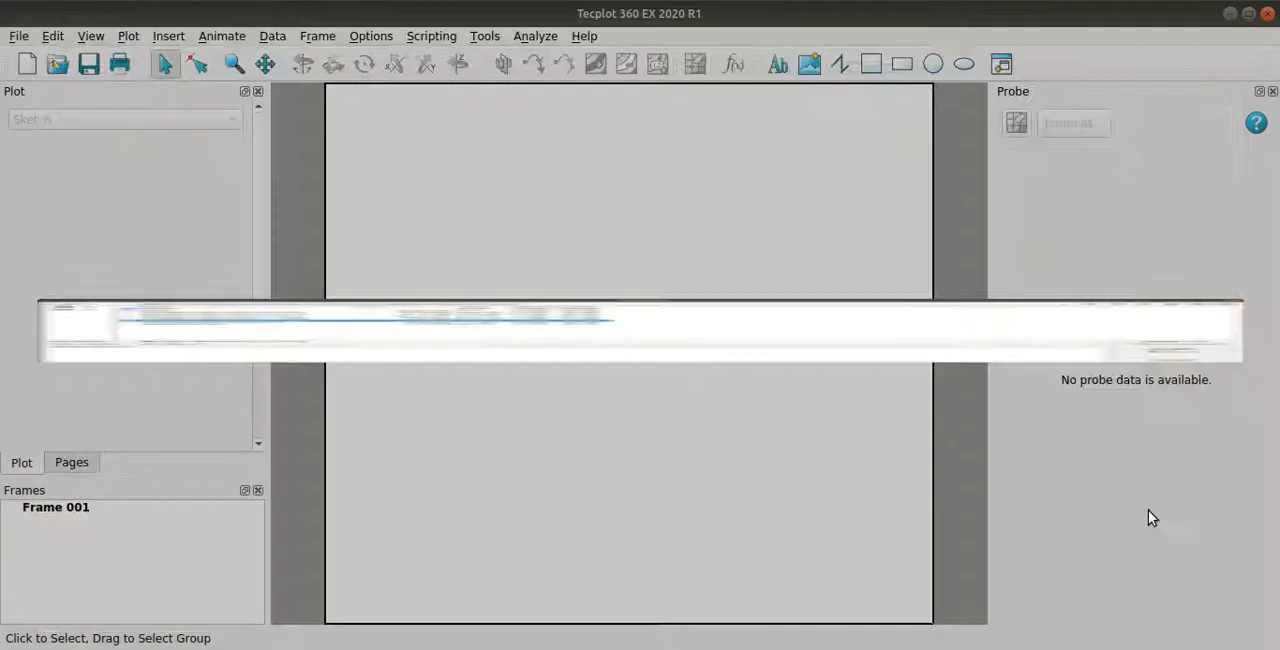 Tecplot 360 EX 2020 R1
File Edit View Plot Insert Animate Data Frame Options Scripting Tools Analyze Help
Plot
Probe
Ab
f(x)
?
No probe data is available.
Plot Pages
Frames
Frame 001
Click to Select, Drag to Select Group